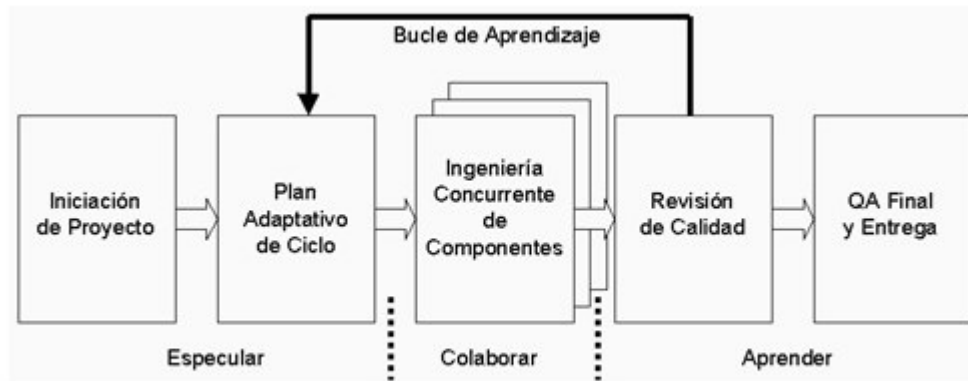 Bucle de Aprendizaje
Iniciación
de Proyecto
Plan
Adaptativo
de Ciclo
Ingeniería
Concurrente
de
Componentes
Revisión
de Calidad
QA Final
y Entrega
Especular
Colaborar
Aprender